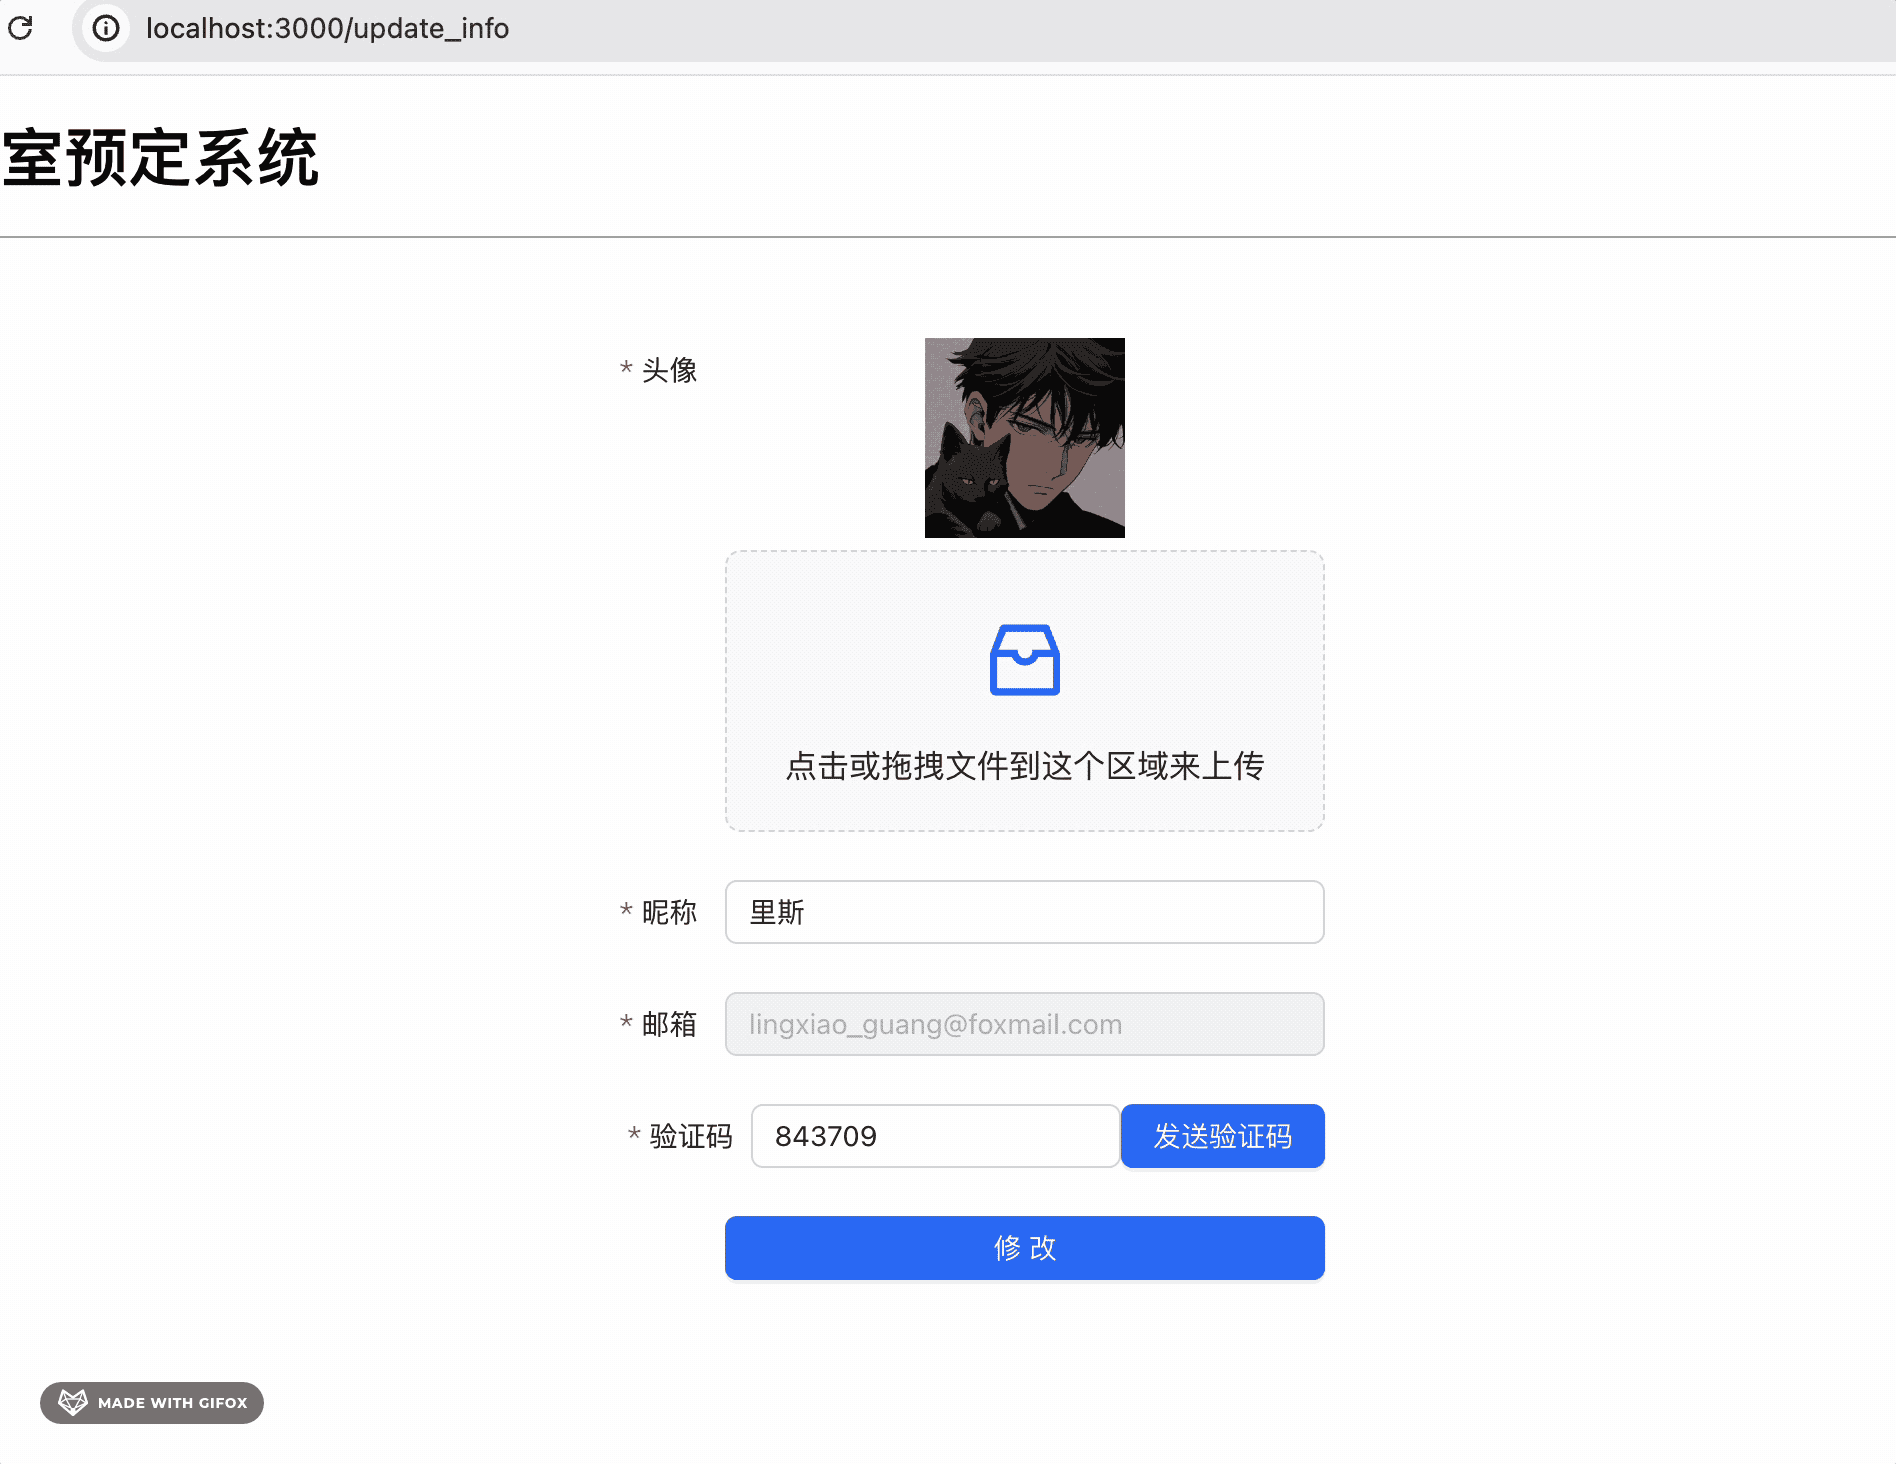 localhost:3000/update_info
室预定系统
* 头像
点击或拖拽文件到这个区域来上传
* 昵称 里斯
* 邮箱 lingxiao_guang@foxmail.com
* 验证码 843709 发送验证码
修 改
MADE WITH GIFOX